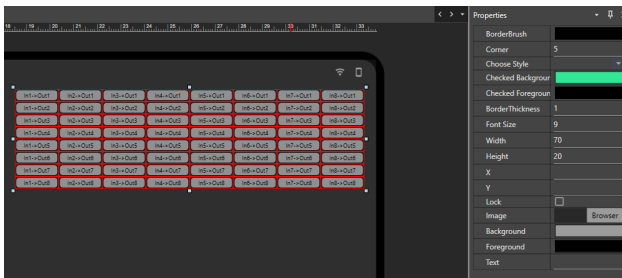 Properties
18 19 20 21 22 23 24 25 26 27 28 29 30 31 32 33
BorderBrush
Corner 5
Choose Style
Checked Backgroun
Checked Foregroun
BorderThickness 1
Font Size 9
Width 70
Height 20
X
Y
Lock
Image Browser
Background
Foreground
Text
In1->Out1 In2->Out1 In3->Out1 In4->Out1 In5->Out1 In6->Out1 In7->Out1 In8->Out1
In1->Out2 In2->Out2 In3->Out2 In4->Out2 In5->Out2 In6->Out2 In7->Out2 In8->Out2
In1->Out3 In2->Out3 In3->Out3 In4->Out3 In5->Out3 In6->Out3 In7->Out3 In8->Out3
In1->Out4 In2->Out4 In3->Out4 In4->Out4 In5->Out4 In6->Out4 In7->Out4 In8->Out4
In1->Out5 In2->Out5 In3->Out5 In4->Out5 In5->Out5 In6->Out5 In7->Out5 In8->Out5
In1->Out6 In2->Out6 In3->Out6 In4->Out6 In5->Out6 In6->Out6 In7->Out6 In8->Out6
In1->Out7 In2->Out7 In3->Out7 In4->Out7 In5->Out7 In6->Out7 In7->Out7 In8->Out7
In1->Out8 In2->Out8 In3->Out8 In4->Out8 In5->Out8 In6->Out8 In7->Out8 In8->Out8